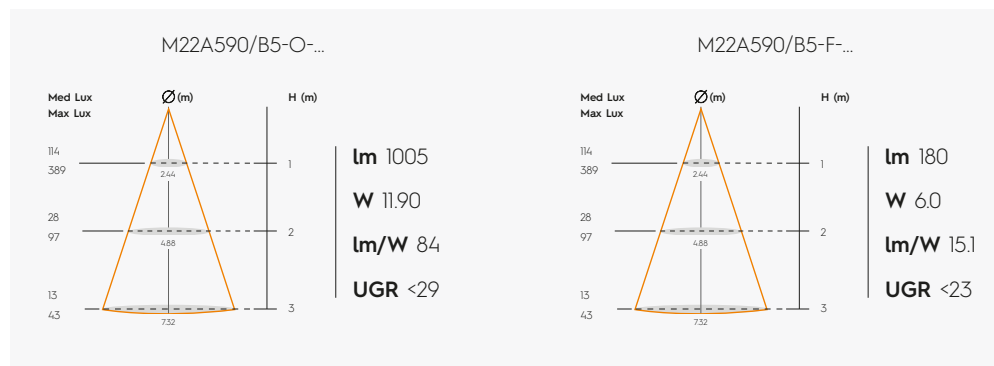 M22A590/B5-O-...
Med Lux
Max Lux
Ø (m)
H (m)
114
389
2.44
1
28
97
4.88
2
13
43
7.32
3
lm 1005
W 11.90
lm/W 84
UGR <29
M22A590/B5-F-...
Med Lux
Max Lux
Ø (m)
H (m)
114
389
2.44
1
28
97
4.88
2
13
43
7.32
3
lm 180
W 6.0
lm/W 15.1
UGR <23